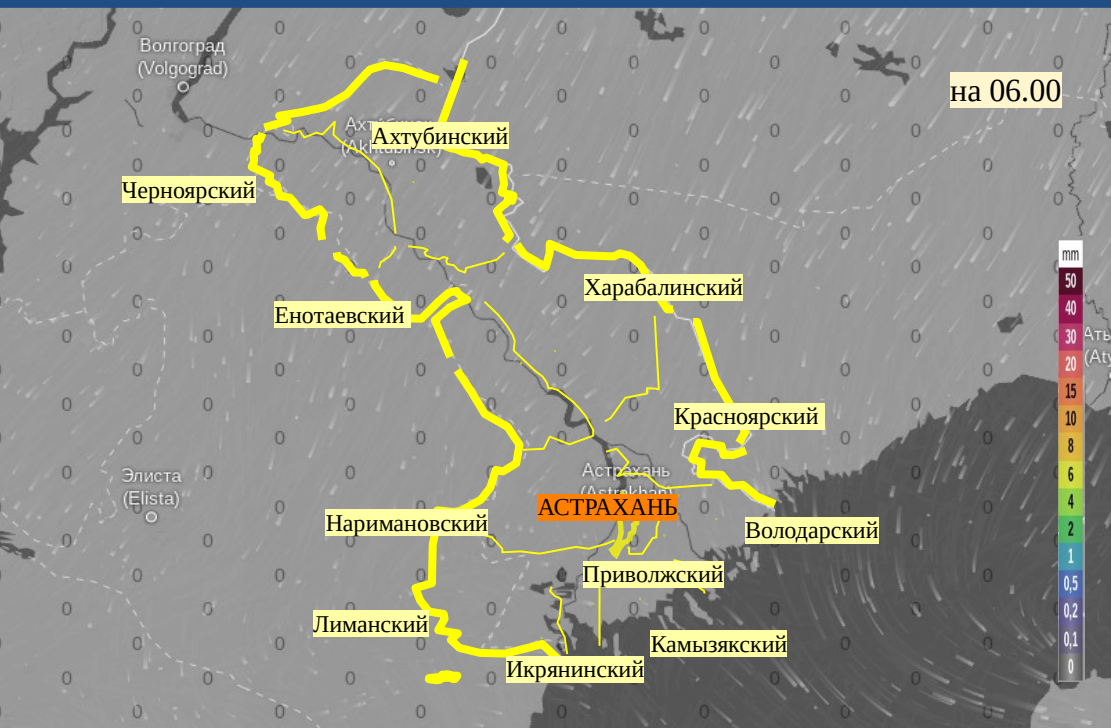 Волгоград
(Volgograd)
на 06.00
Ахтубинский
Черноярский
mm
50
40
30
20
15
10
8
6
4
2
1
0,5
0,2
0,1
0
Харабалинский
Енотаевский
Красноярский
Элиста
(Elista)
Астрахань
(Astrakhan)
АСТРАХАНЬ
Наримановский
Володарский
Приволжский
Лиманский
Камызякский
Икрянинский